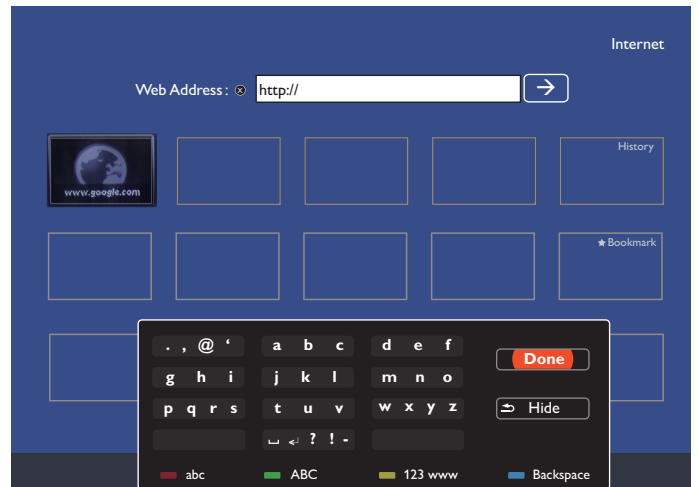 Internet
Web Address : ⊗ http:// →
www.google.com
History
★ Bookmark
. , @ ‘ a b c d e f
Done
g h i j k l m n o
p q r s t u v w x y z
Hide
␣ ↵ ? ! -
abc ABC 123 www Backspace